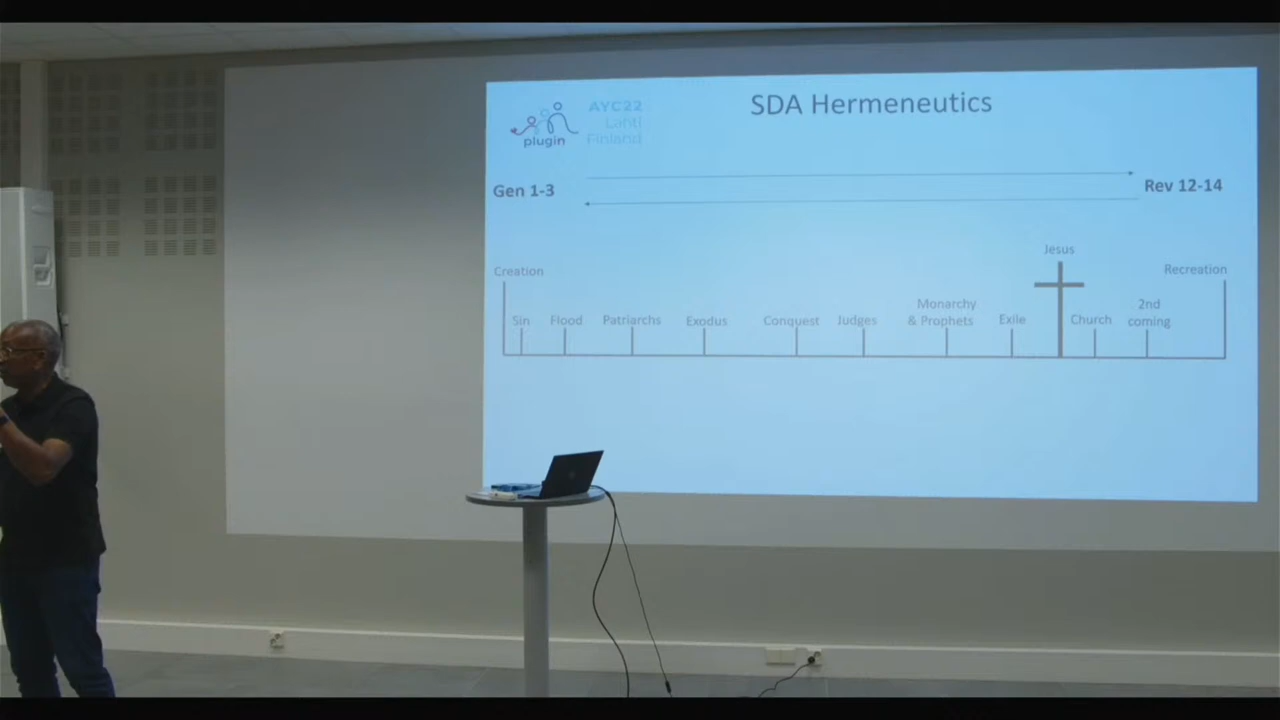 SDA Hermeneutics
AYC22
Lahti
Finland
plugin
Gen 1-3
Rev 12-14
Jesus
Creation
Recreation
Sin
Flood
Patriarchs
Exodus
Conquest
Judges
Monarchy
& Prophets
Exile
Church
2nd
coming